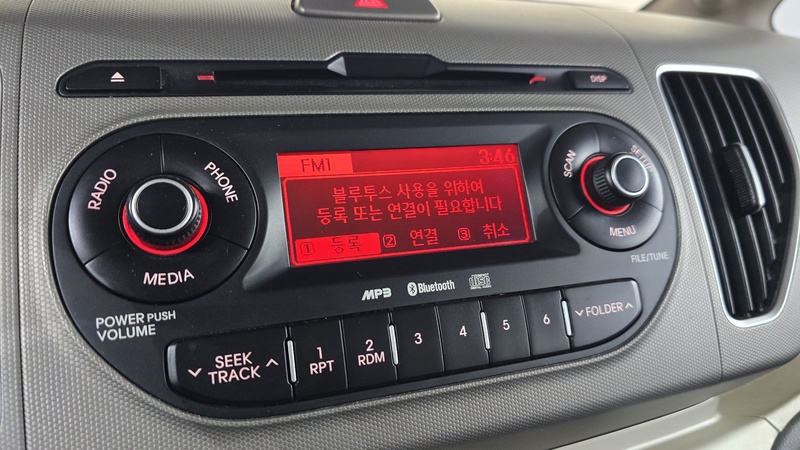 DISP
FM1 3:46
블루투스 사용을 위하여
등록 또는 연결이 필요합니다
1 등록 2 연결 3 취소
RADIO
PHONE
MEDIA
POWER PUSH
VOLUME
SCAN
SETUP
MENU
FILE/TUNE
MP3 Bluetooth
SEEK
TRACK
1
RPT
2
RDM
3
4
5
6
FOLDER